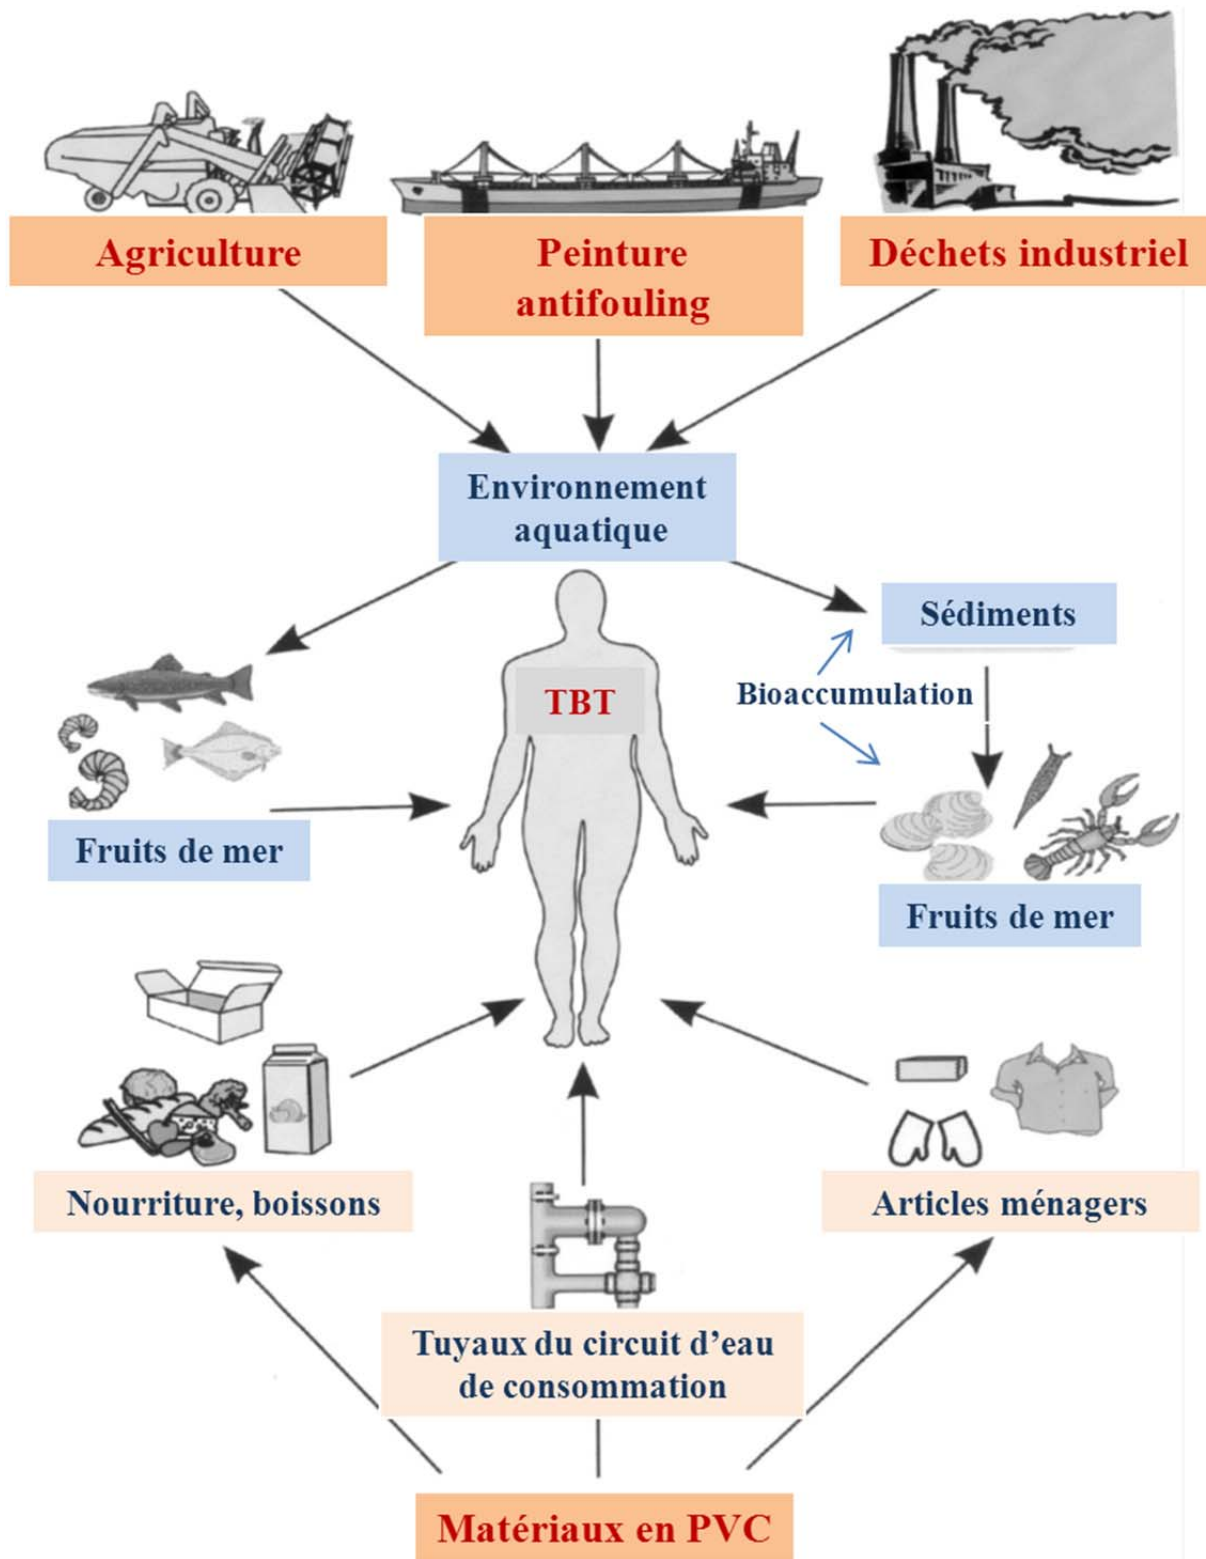 Agriculture
Peinture
antifouling
Déchets industriel
Environnement
aquatique
Sédiments
TBT
Bioaccumulation
Fruits de mer
Fruits de mer
Nourriture, boissons
Articles ménagers
Tuyaux du circuit d’eau
de consommation
Matériaux en PVC